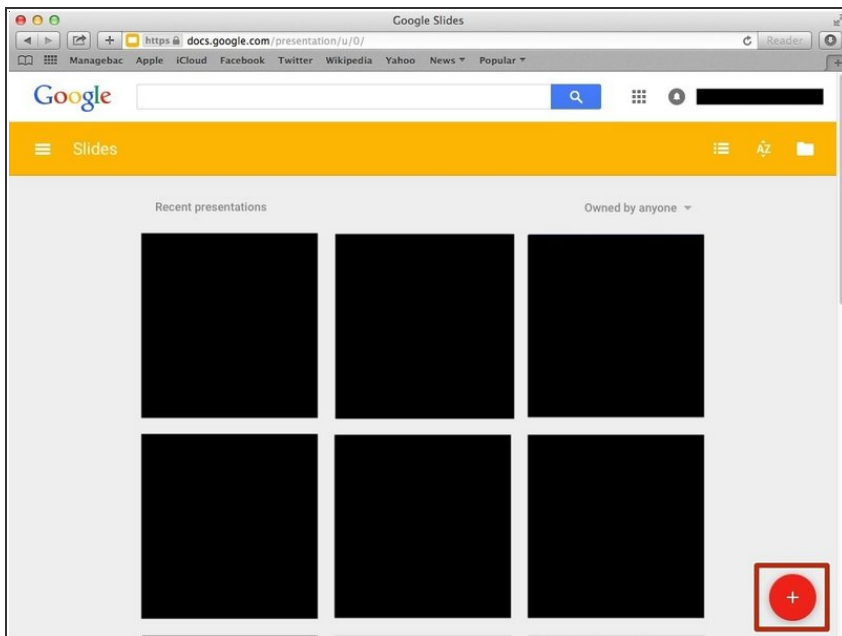 Google Slides
https docs.google.com/presentation/u/0/
Reader
Managebac Apple iCloud Facebook Twitter Wikipedia Yahoo News Popular
Google
Slides
AZ
Recent presentations
Owned by anyone
+